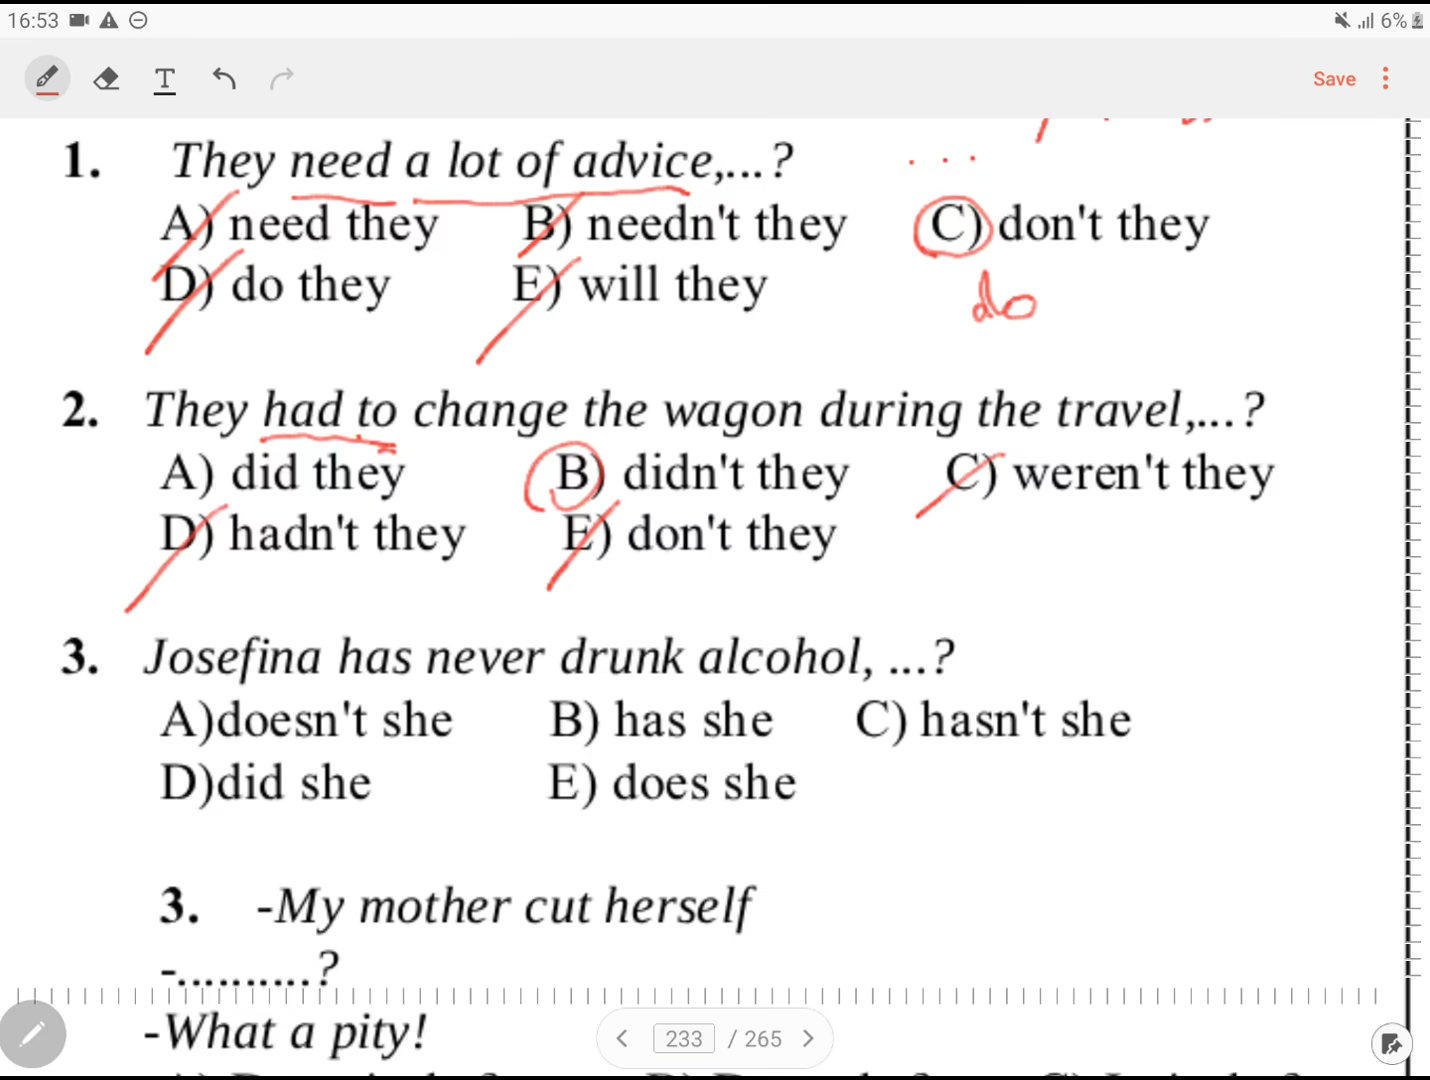 16:53
6%
Save
1. They need a lot of advice,...?
A) need they B) needn't they C) don't they
D) do they E) will they
do
2. They had to change the wagon during the travel,...?
A) did they B) didn't they C) weren't they
D) hadn't they E) don't they
3. Josefina has never drunk alcohol, ...?
A)doesn't she B) has she C) hasn't she
D)did she E) does she
3. -My mother cut herself
-..........?
-What a pity!
233 / 265